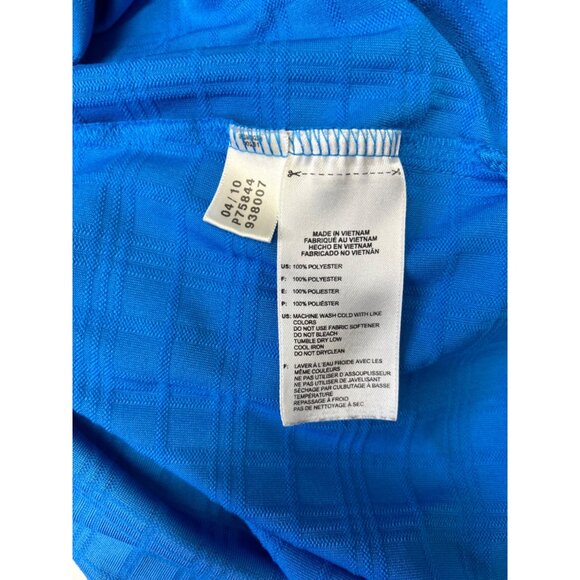 04/10
P75844
938007
MADE IN VIETNAM
FABRIQUÉ AU VIETNAM
HECHO EN VIETNAM
FABRICADO NO VIETNAN
US: 100% POLYESTER
F: 100% POLYESTER
E: 100% POLIESTER
P: 100% POLIÉSTER
US: MACHINE WASH COLD WITH LIKE
COLORS
DO NOT USE FABRIC SOFTENER
DO NOT BLEACH
TUMBLE DRY LOW
COOL IRON
DO NOT DRYCLEAN
F: LAVER À L'EAU FROIDE AVEC LES
MÊME COULEURS
NE PAS UTILISER D'ASSOUPLISSEUR
NE PAS UTILISER DE JAVELISANT
SÉCHAGE PAR CULBUTAGE À BASSE
TEMPÉRATURE
REPASSAGE À FROID
PAS DE NETTOYAGE À SEC